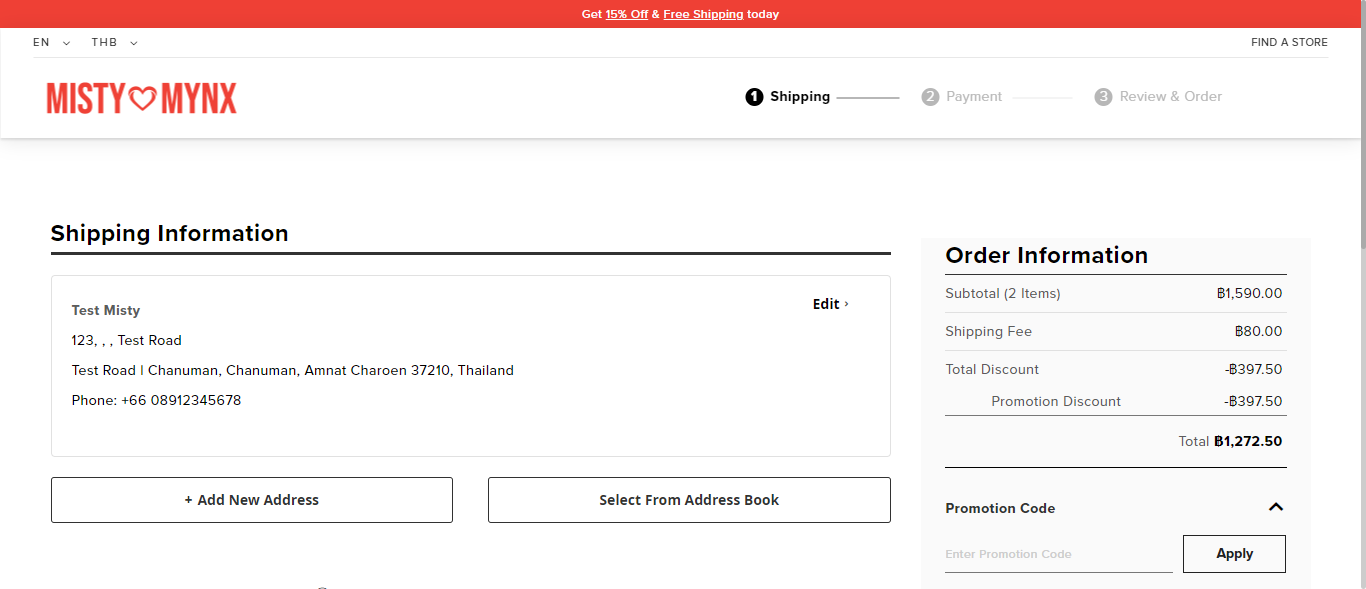 Get 15% Off & Free Shipping today
EN THB FIND A STORE
MISTY MYNX
1 Shipping 2 Payment 3 Review & Order
Shipping Information
Test Misty Edit ›
123, , , Test Road
Test Road | Chanuman, Chanuman, Amnat Charoen 37210, Thailand
Phone: +66 08912345678
+ Add New Address Select From Address Book
Order Information
Subtotal (2 Items) ฿1,590.00
Shipping Fee ฿80.00
Total Discount -฿397.50
Promotion Discount -฿397.50
Total ฿1,272.50
Promotion Code
Enter Promotion Code Apply